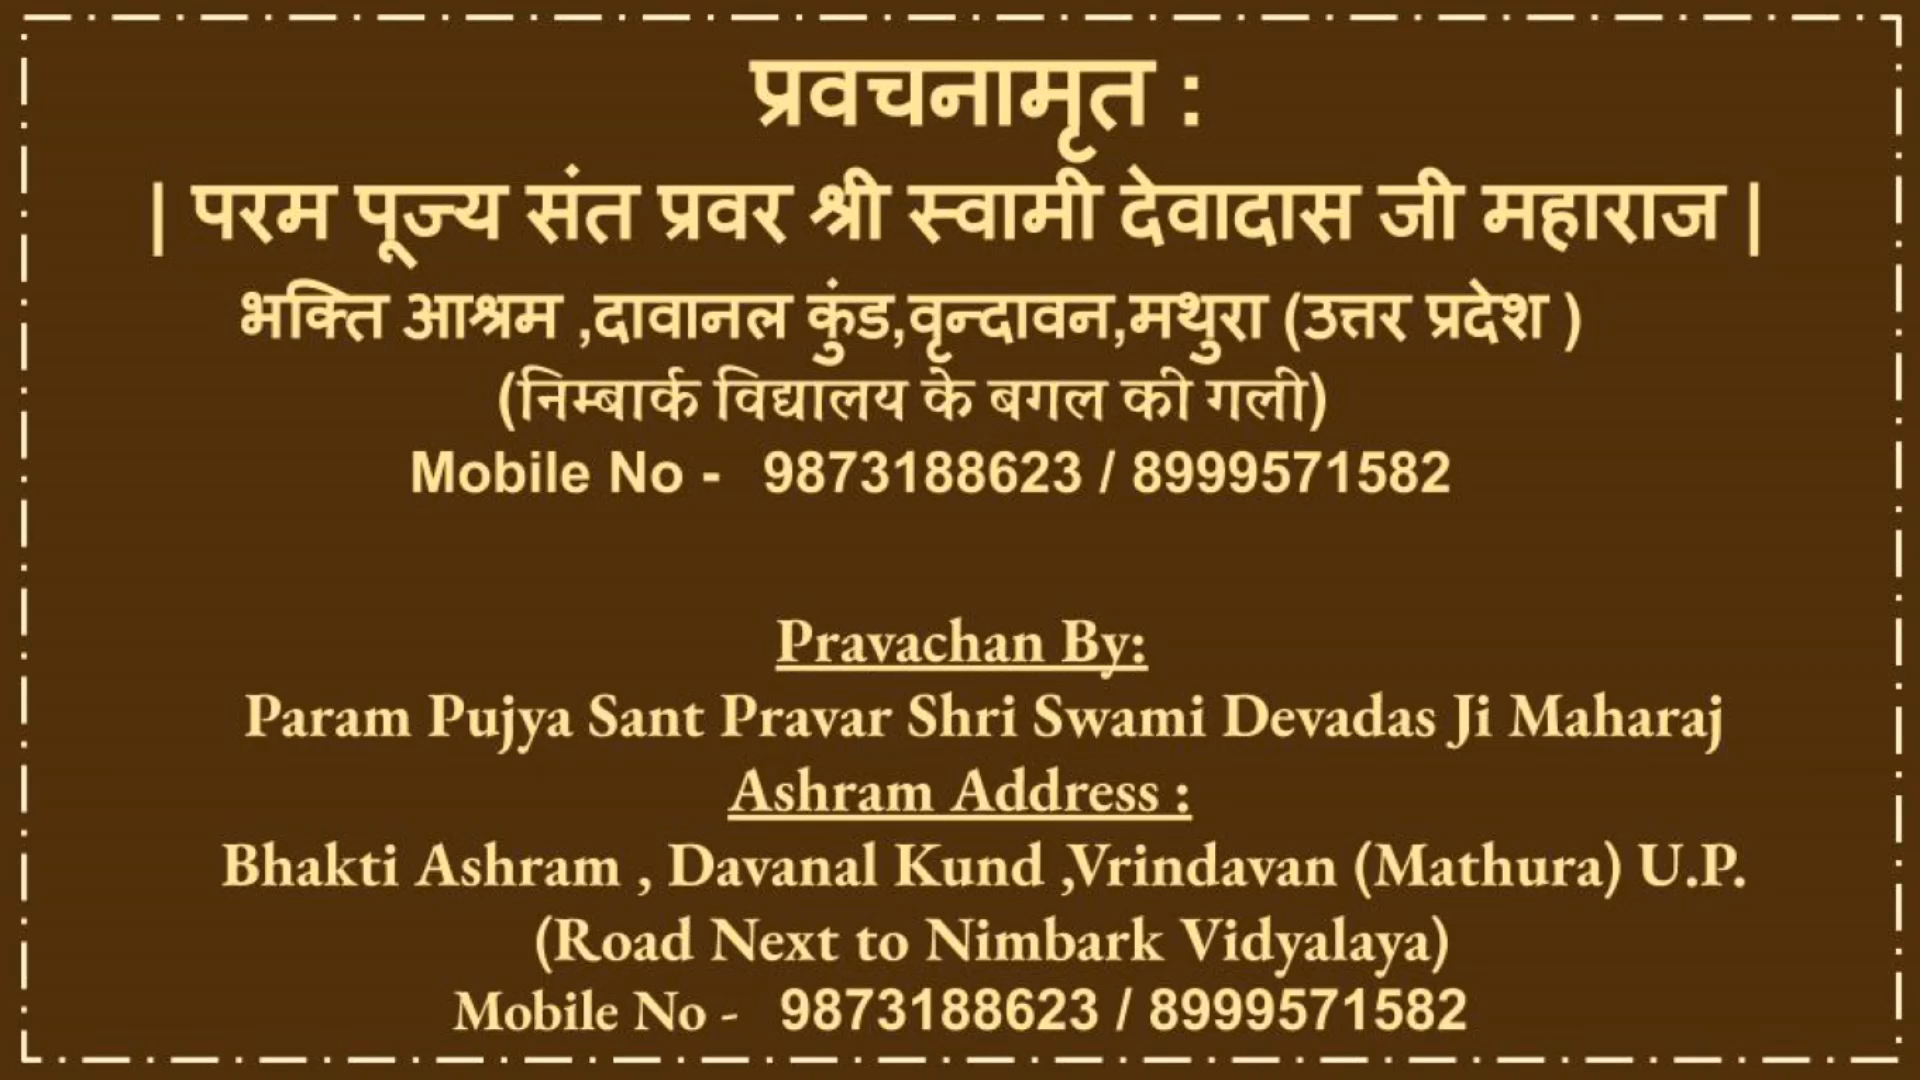 प्रवचनामृत :
| परम पूज्य संत प्रवर श्री स्वामी देवादास जी महाराज |
भक्ति आश्रम ,दावानल कुंड,वृन्दावन,मथुरा (उत्तर प्रदेश )
(निम्बार्क विद्यालय के बगल की गली)
Mobile No - 9873188623 / 8999571582
Pravachan By:
Param Pujya Sant Pravar Shri Swami Devadas Ji Maharaj
Ashram Address :
Bhakti Ashram , Davanal Kund ,Vrindavan (Mathura) U.P.
(Road Next to Nimbark Vidyalaya)
Mobile No - 9873188623 / 8999571582